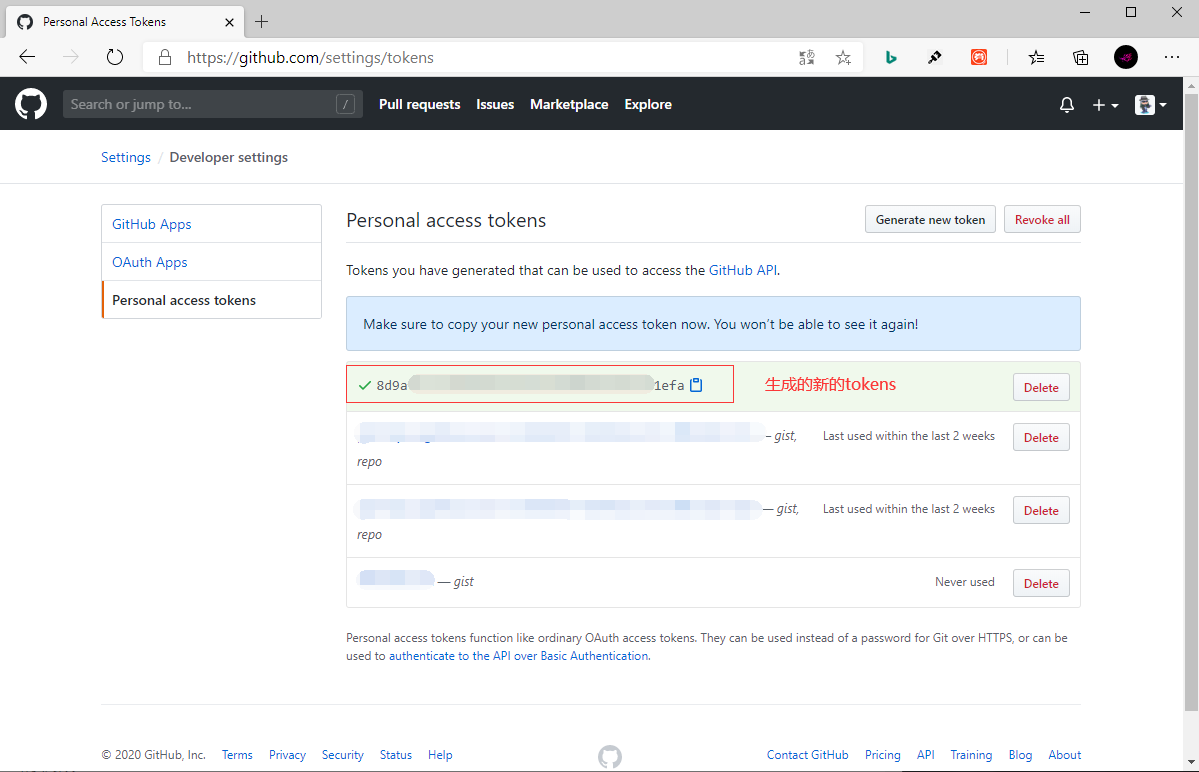 Personal Access Tokens
https://github.com/settings/tokens
Search or jump to...
/
Pull requests
Issues
Marketplace
Explore
Settings / Developer settings
GitHub Apps
OAuth Apps
Personal access tokens
Personal access tokens
Generate new token
Revoke all
Tokens you have generated that can be used to access the GitHub API.
Make sure to copy your new personal access token now. You won’t be able to see it again!
8d9a
1efa
生成的新的tokens
Delete
— gist,
repo
Last used within the last 2 weeks
Delete
— gist,
repo
Last used within the last 2 weeks
Delete
— gist
Never used
Delete
Personal access tokens function like ordinary OAuth access tokens. They can be used instead of a password for Git over HTTPS, or can be
used to authenticate to the API over Basic Authentication.
© 2020 GitHub, Inc.
Terms
Privacy
Security
Status
Help
Contact GitHub
Pricing
API
Training
Blog
About